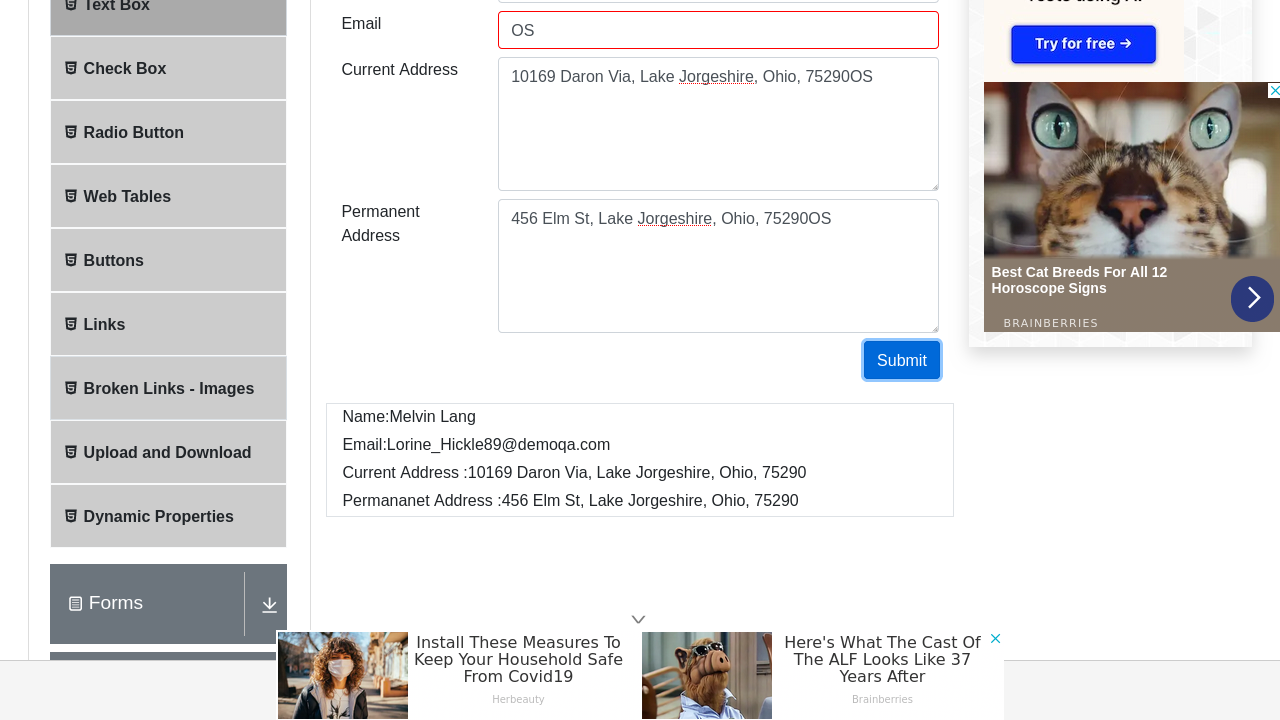 Text Box
Check Box
Radio Button
Web Tables
Buttons
Links
Broken Links - Images
Upload and Download
Dynamic Properties
Forms
Email
OS
Current Address
10169 Daron Via, Lake Jorgeshire, Ohio, 75290OS
Permanent
Address
456 Elm St, Lake Jorgeshire, Ohio, 75290OS
Submit
Name:Melvin Lang
Email:Lorine_Hickle89@demoqa.com
Current Address :10169 Daron Via, Lake Jorgeshire, Ohio, 75290
Permananet Address :456 Elm St, Lake Jorgeshire, Ohio, 75290
Try for free →
Best Cat Breeds For All 12
Horoscope Signs
BRAINBERRIES
Install These Measures To
Keep Your Household Safe
From Covid19
Herbeauty
Here's What The Cast Of
The ALF Looks Like 37
Years After
Brainberries